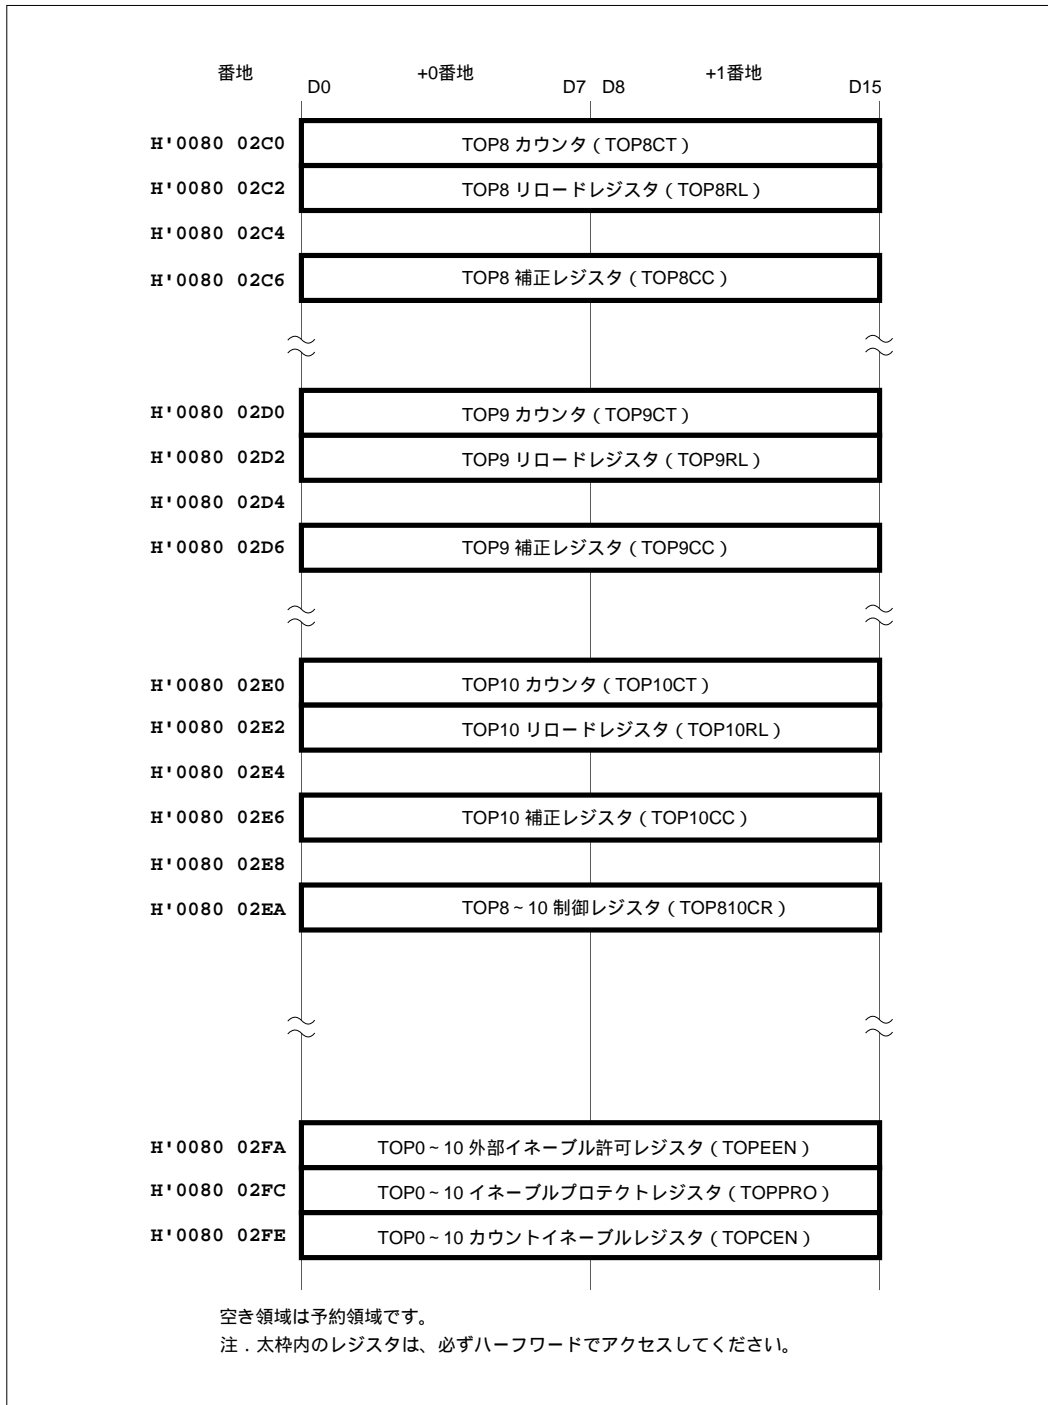 番地 +0番地 +1番地
D0 D7 D8 D15
H'0080 02C0 TOP8 カウンタ ( TOP8CT )
H'0080 02C2 TOP8 リロードレジスタ ( TOP8RL )
H'0080 02C4
H'0080 02C6 TOP8 補正レジスタ ( TOP8CC )
H'0080 02D0 TOP9 カウンタ ( TOP9CT )
H'0080 02D2 TOP9 リロードレジスタ ( TOP9RL )
H'0080 02D4
H'0080 02D6 TOP9 補正レジスタ ( TOP9CC )
H'0080 02E0 TOP10 カウンタ ( TOP10CT )
H'0080 02E2 TOP10 リロードレジスタ ( TOP10RL )
H'0080 02E4
H'0080 02E6 TOP10 補正レジスタ ( TOP10CC )
H'0080 02E8
H'0080 02EA TOP8 ~ 10 制御レジスタ ( TOP810CR )
H'0080 02FA TOP0 ~ 10 外部イネーブル許可レジスタ ( TOPEEN )
H'0080 02FC TOP0 ~ 10 イネーブルプロテクトレジスタ ( TOPPRO )
H'0080 02FE TOP0 ~ 10 カウントイネーブルレジスタ ( TOPCEN )
空き領域は予約領域です。
注．太枠内のレジスタは、必ずハーフワードでアクセスしてください。